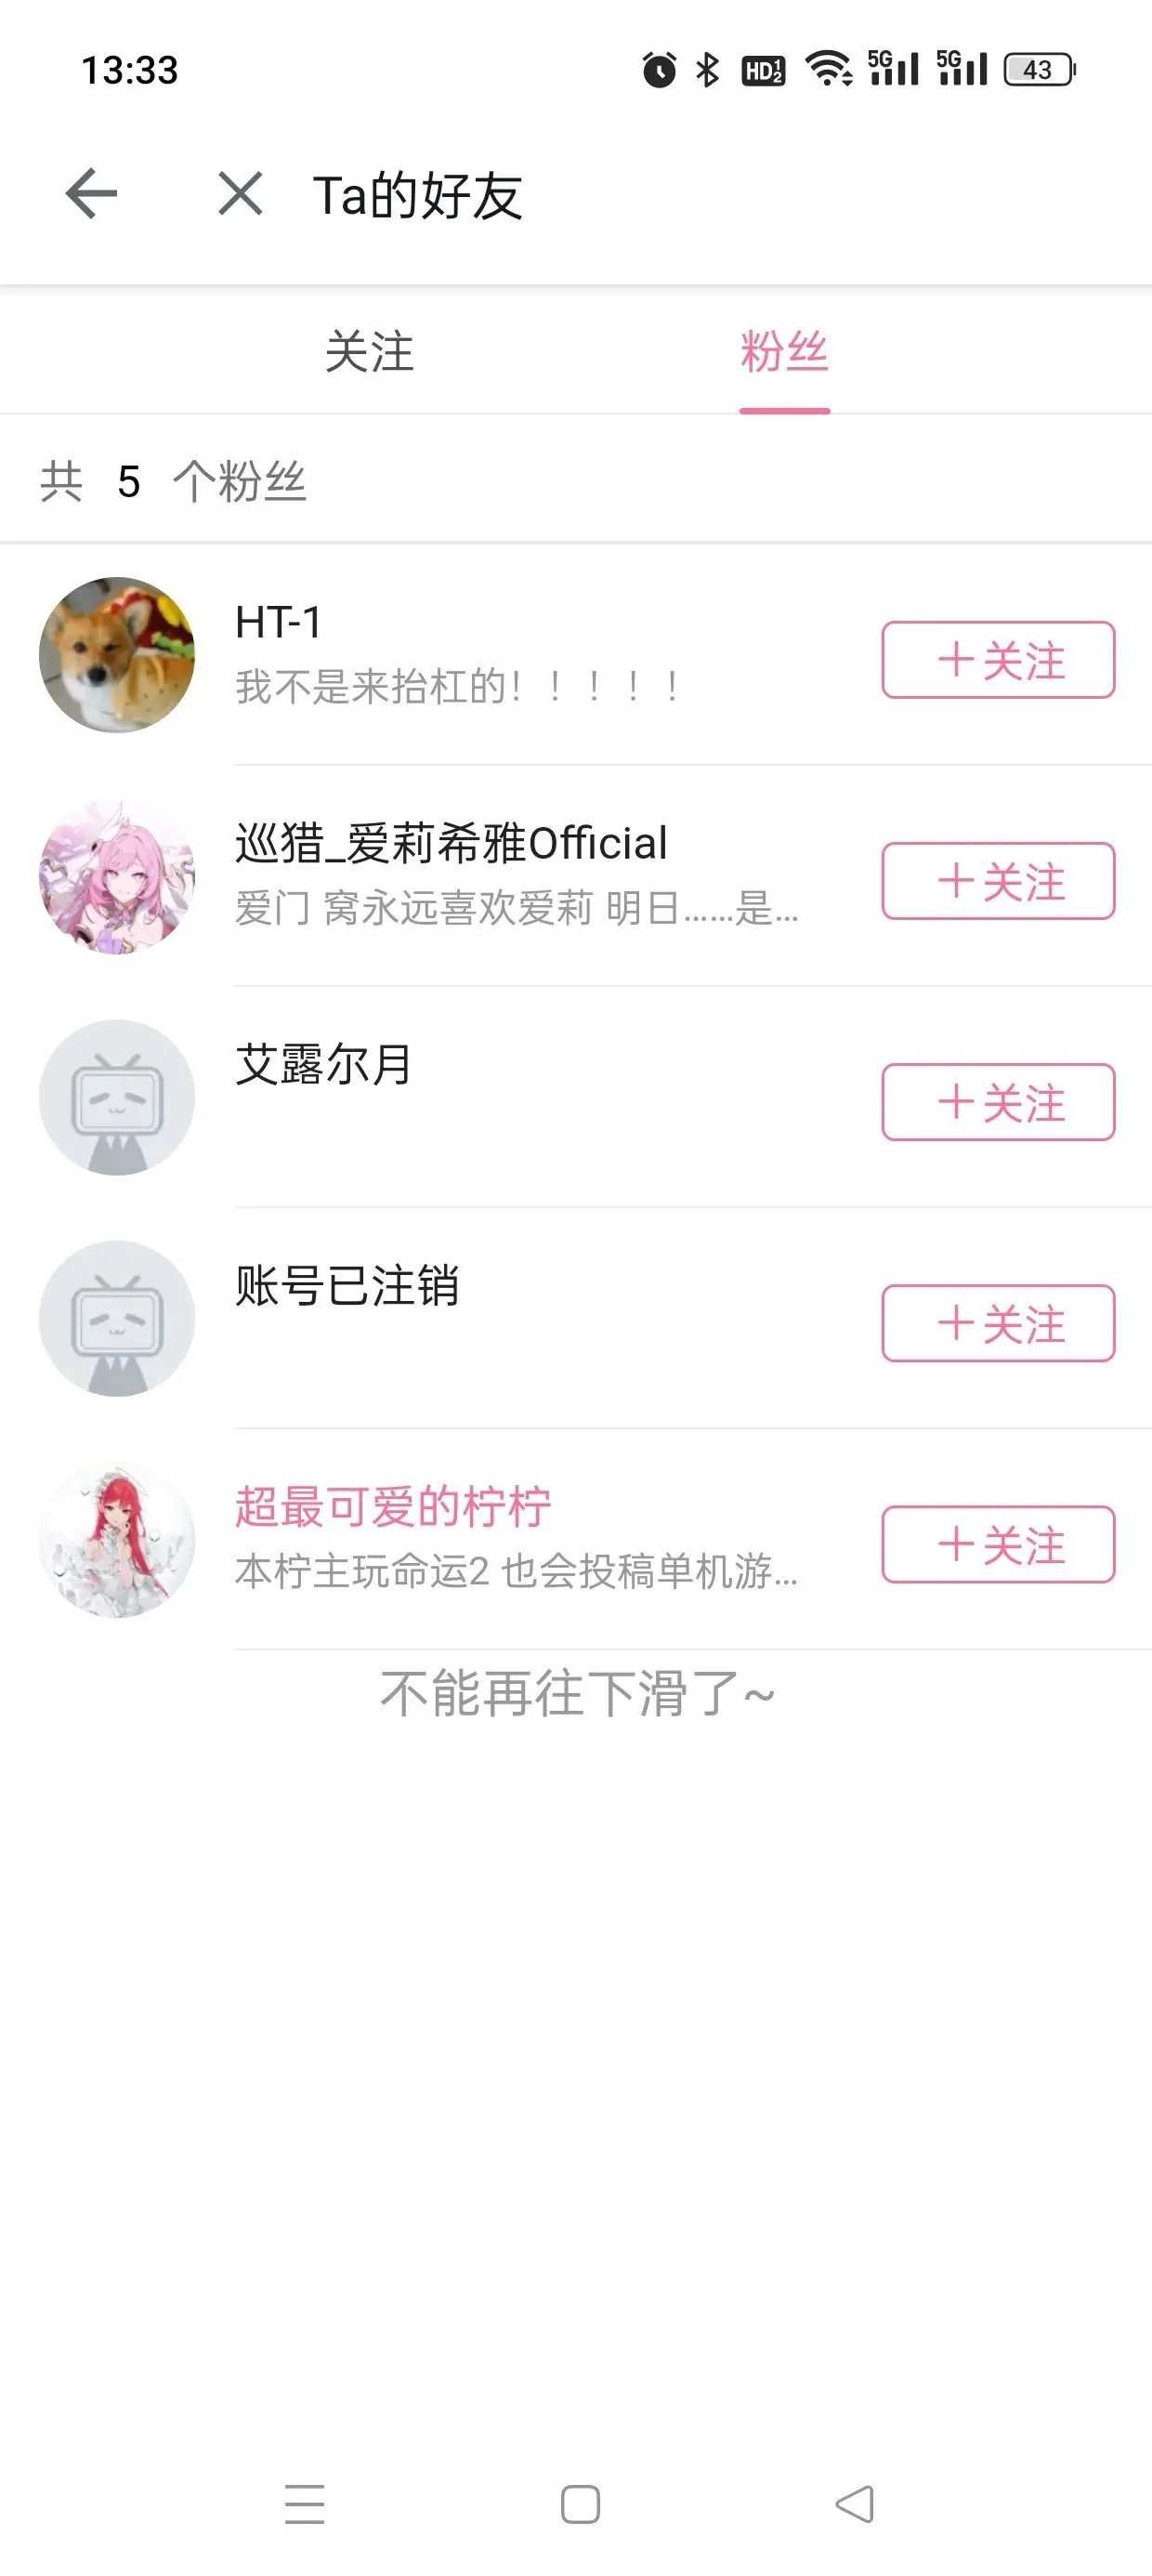 13:33
HD 1 2 5G 5G 43
Ta的好友
关注 粉丝
共 5 个粉丝
HT-1
我不是来抬杠的！！！！！
+关注
巡猎_爱莉希雅Official
爱门 窝永远喜欢爱莉 明日……是...
+关注
艾露尔月
+关注
账号已注销
+关注
超最可爱的柠柠
本柠主玩命运2 也会投稿单机游...
+关注
不能再往下滑了~